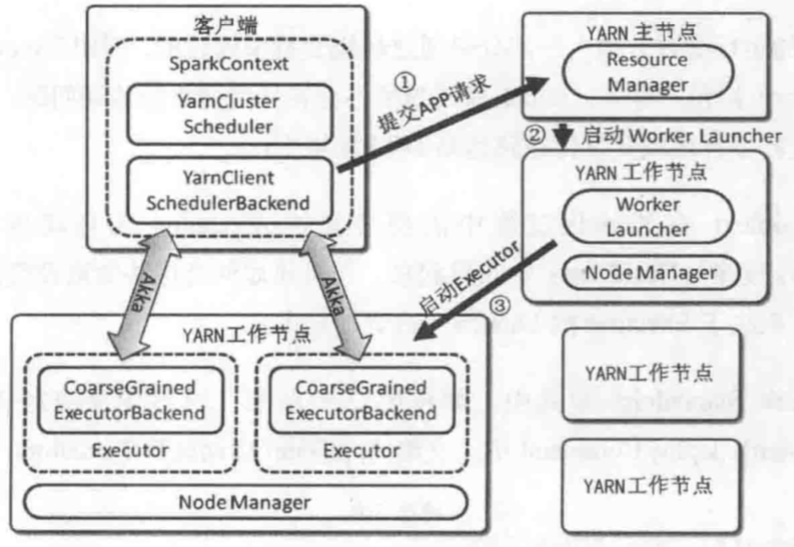 客户端
SparkContext
YarnCluster
Scheduler
YarnClient
SchedulerBackend
①
提交APP请求
YARN 主节点
Resource
Manager
② 启动 Worker Launcher
YARN 工作节点
Worker
Launcher
Node Manager
启动Executor
③
Akka
Akka
YARN工作节点
CoarseGrained
ExecutorBackend
Executor
CoarseGrained
ExecutorBackend
Executor
Node Manager
YARN工作节点
YARN工作节点